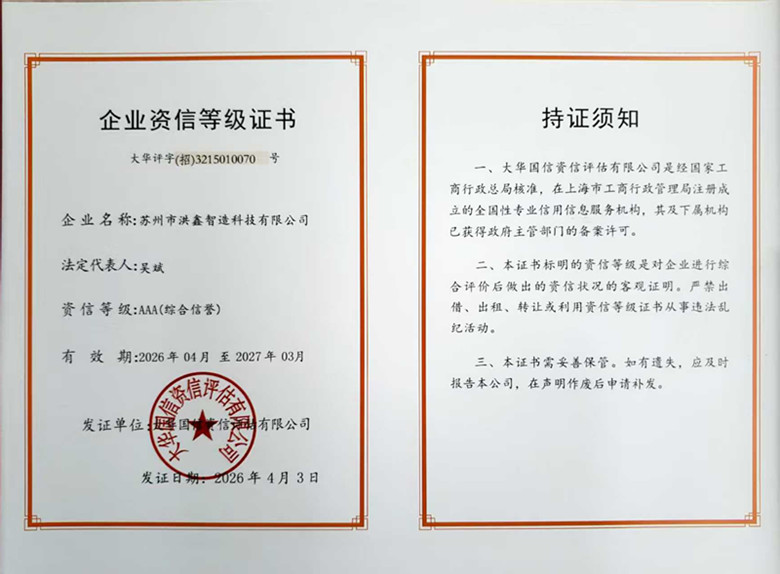 企业资信等级证书
大华评字(招)3215010070 号
企业名称:苏州市洪鑫智造科技有限公司
法定代表人:吴斌
资信等级:AAA(综合信誉)
有效期:2026年04月 至 2027年03月
发证单位:大华国信资信评估有限公司
大华国信资信评估有限公司
发证日期: 2026年4月3日
持证须知
一、大华国信资信评估有限公司是经国家工
商行政总局核准，在上海市工商行政管理局注册成
立的全国性专业信用信息服务机构，其及下属机构
已获得政府主管部门的备案许可。
二、本证书标明的资信等级是对企业进行综
合评价后做出的资信状况的客观证明。严禁出
借、出租、转让或利用资信等级证书从事违法乱
纪活动。
三、本证书需妥善保管。如有遗失，应及时
报告本公司，在声明作废后申请补发。